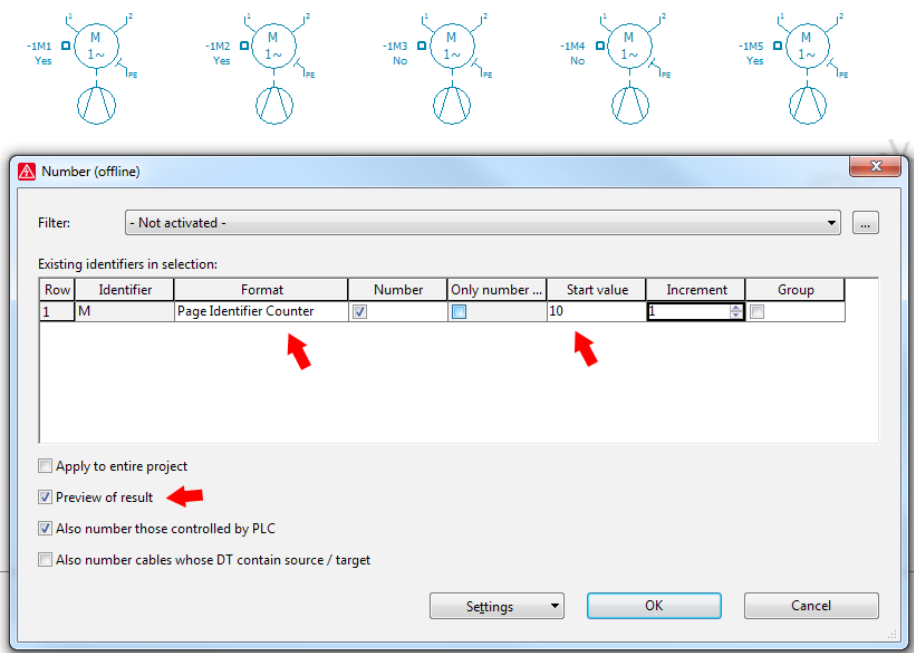 1 2 1 2 1 2 1 2 1 2
-1M1 M -1M2 M -1M3 M -1M4 M -1M5 M
Yes 1~ Yes 1~ No 1~ No 1~ Yes 1~
PE PE PE PE PE
Number (offline)
Filter: - Not activated - ...
Existing identifiers in selection:
Row Identifier Format Number Only number ... Start value Increment Group
1 M Page Identifier Counter 10 1
Apply to entire project
Preview of result
Also number those controlled by PLC
Also number cables whose DT contain source / target
Settings OK Cancel